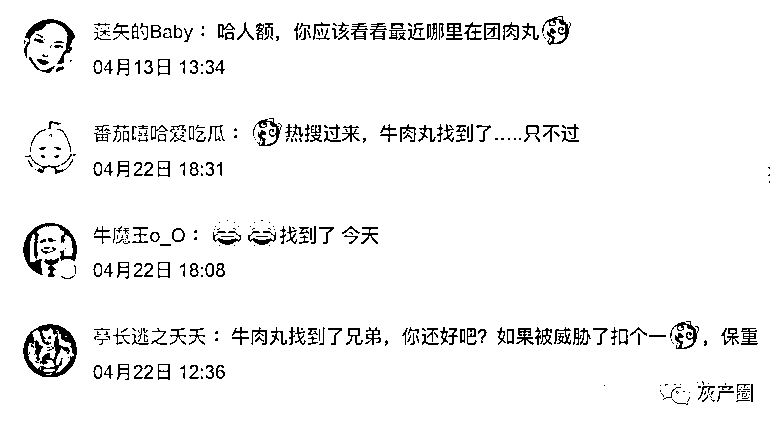 蒾矢的Baby：哈人额，你应该看看最近哪里在团肉丸
04月13日 13:34
番茄嘻哈爱吃瓜：热搜过来，牛肉丸找到了.....只不过
04月22日 18:31
牛魔王o_O：找到了 今天
04月22日 18:08
亭长逃之夭夭：牛肉丸找到了兄弟，你还好吧？如果被威胁了扣个一，保重
04月22日 12:36
灰产圈